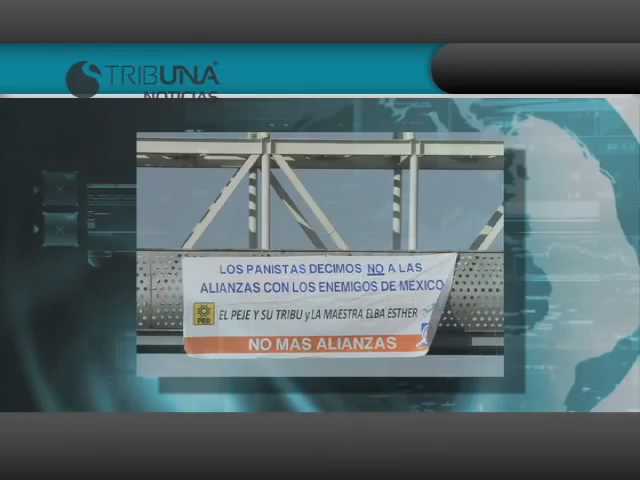 TRIBUNA
NOTICIAS
LOS PANISTAS DECIMOS NO A LAS
ALIANZAS CON LOS ENEMIGOS DE MEXICO
PRD
EL PEJE Y SU TRIBU y LA MAESTRA ELBA ESTHER
NO MAS ALIANZAS